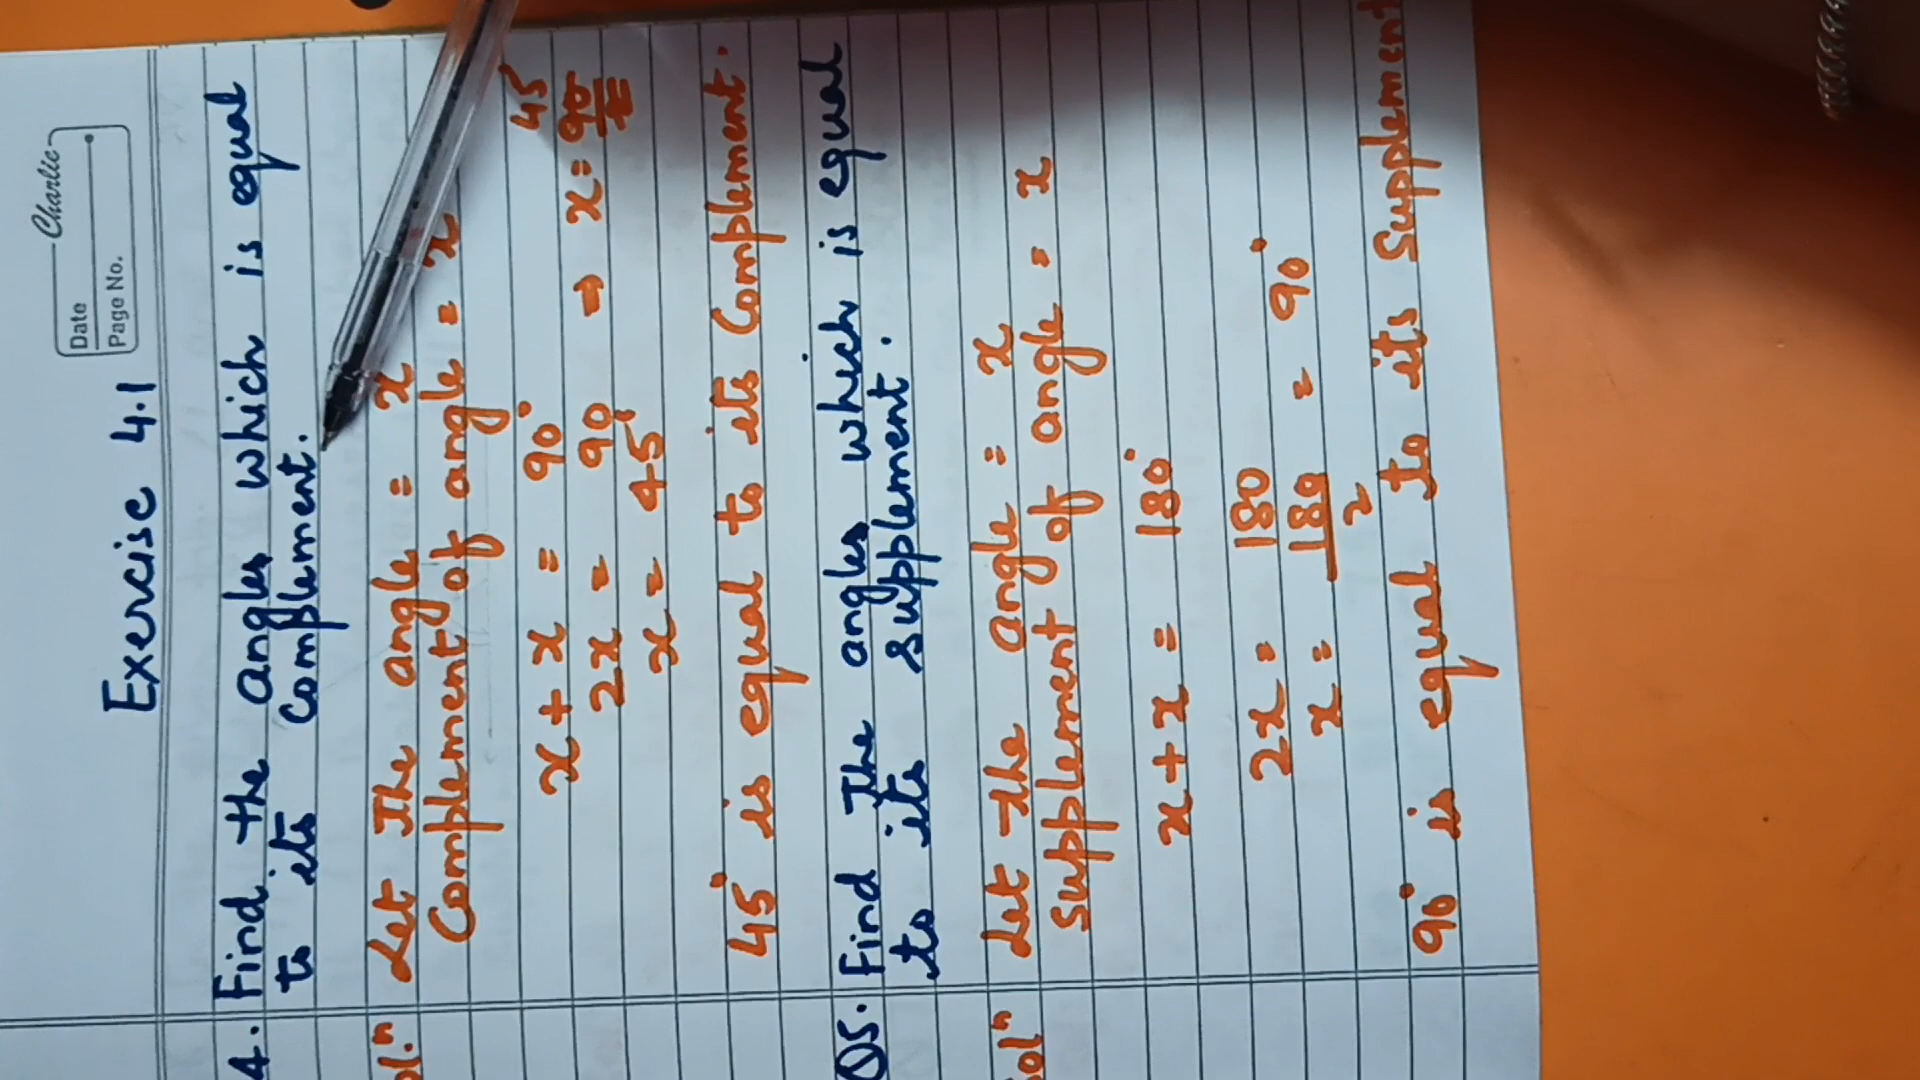 Charlie
Date
Page No.
Exercise 4.1
4. Find the angles which is equal
to its complement.
Let the angle = x
Complement of angle = x
x + x = 90°
2x = 90 ⇒ x = 90
45
x = 45°
45° is equal to its Complement.
Q5. Find the angles which is equal
to its supplement.
Soln Let the angle = x
supplement of angle = x
x + x = 180°
2x = 180
x = 180/2 = 90°
90° is equal to its Supplement